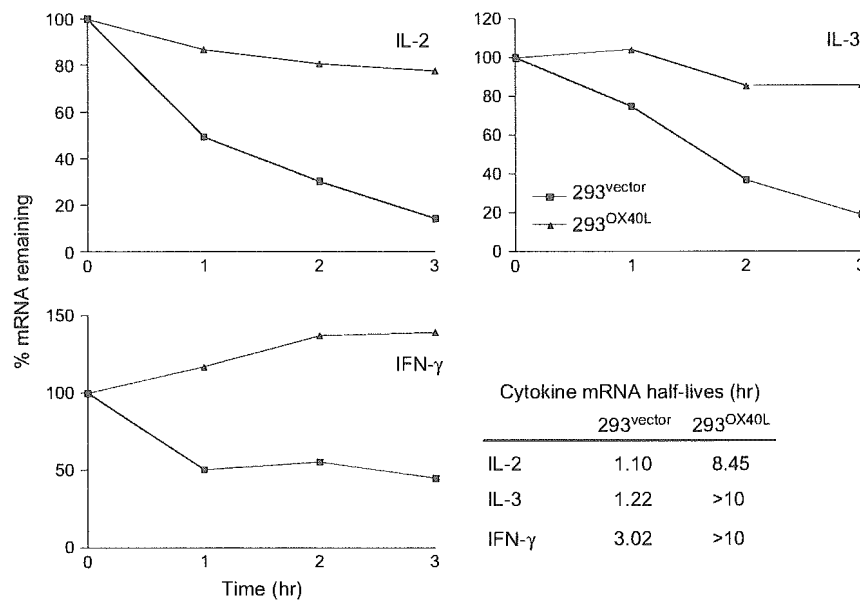 % mRNA remaining
100
80
60
40
20
0
0 1 2 3
IL-2
120
100
80
60
40
20
0
0 1 2 3
IL-3
293vector
293OX40L
150
100
50
0
0 1 2 3
IFN-γ
Time (hr)
Cytokine mRNA half-lives (hr)
293vector 293OX40L
IL-2 1.10 8.45
IL-3 1.22 >10
IFN-γ 3.02 >10